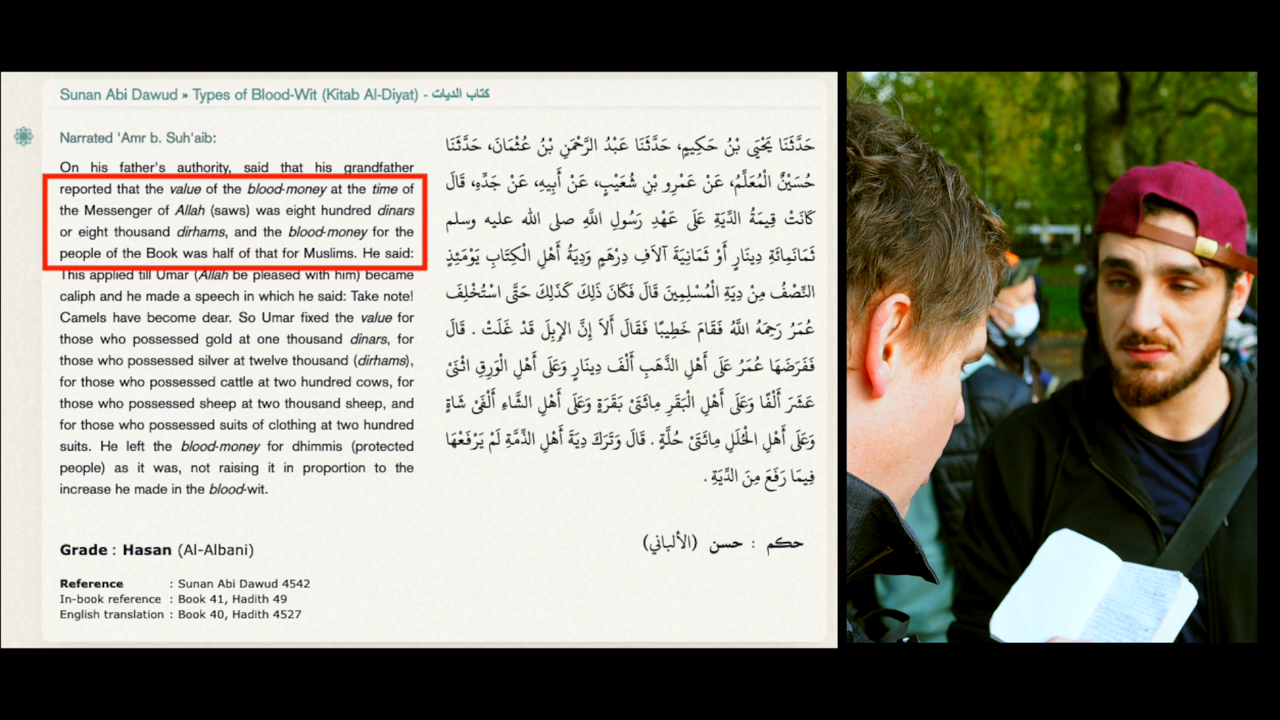 Sunan Abi Dawud » Types of Blood-Wit (Kitab Al-Diyat) - كتاب الديات
Narrated 'Amr b. Suh'aib:
On his father's authority, said that his grandfather
reported that the value of the blood-money at the time of
the Messenger of Allah (saws) was eight hundred dinars
or eight thousand dirhams, and the blood-money for the
people of the Book was half of that for Muslims. He said:
This applied till Umar (Allah be pleased with him) became
caliph and he made a speech in which he said: Take note!
Camels have become dear. So Umar fixed the value for
those who possessed gold at one thousand dinars, for
those who possessed silver at twelve thousand (dirhams),
for those who possessed cattle at two hundred cows, for
those who possessed sheep at two thousand sheep, and
for those who possessed suits of clothing at two hundred
suits. He left the blood-money for dhimmis (protected
people) as it was, not raising it in proportion to the
increase he made in the blood-wit.
حَدَّثَنَا يَحْيَى بْنُ حَكِيمٍ، حَدَّثَنَا عَبْدُ الرَّحْمَنِ بْنُ عُثْمَانَ، حَدَّثَنَا
حُسَيْنٌ الْمُعَلِّمُ، عَنْ عَمْرِو بْنِ شُعَيْبٍ، عَنْ أَبِيهِ، عَنْ جَدِّهِ، قَالَ
كَانَتْ قِيمَةُ الدِّيَةِ عَلَى عَهْدِ رَسُولِ اللَّهِ صلى الله عليه وسلم
ثَمَانَمِائَةِ دِينَارٍ أَوْ ثَمَانِيَةَ آلاَفِ دِرْهَمٍ وَدِيَةُ أَهْلِ الْكِتَابِ يَوْمَئِذٍ
النِّصْفُ مِنْ دِيَةِ الْمُسْلِمِينَ قَالَ فَكَانَ ذَلِكَ كَذَلِكَ حَتَّى اسْتُخْلِفَ
عُمَرُ رَحِمَهُ اللَّهُ فَقَامَ خَطِيبًا فَقَالَ أَلاَ إِنَّ الإِبِلَ قَدْ غَلَتْ . قَالَ
فَفَرَضَهَا عُمَرُ عَلَى أَهْلِ الذَّهَبِ أَلْفَ دِينَارٍ وَعَلَى أَهْلِ الْوَرِقِ اثْنَىْ
عَشَرَ أَلْفًا وَعَلَى أَهْلِ الْبَقَرِ مِائَتَىْ بَقَرَةٍ وَعَلَى أَهْلِ الشَّاءِ أَلْفَىْ شَاةٍ
وَعَلَى أَهْلِ الْحُلَلِ مِائَتَىْ حُلَّةٍ . قَالَ وَتَرَكَ دِيَةَ أَهْلِ الذِّمَّةِ لَمْ يَرْفَعْهَا
فِيمَا رَفَعَ مِنَ الدِّيَةِ .
Grade : Hasan (Al-Albani)
حكم : حسن (الألباني)
Reference : Sunan Abi Dawud 4542
In-book reference : Book 41, Hadith 49
English translation : Book 40, Hadith 4527